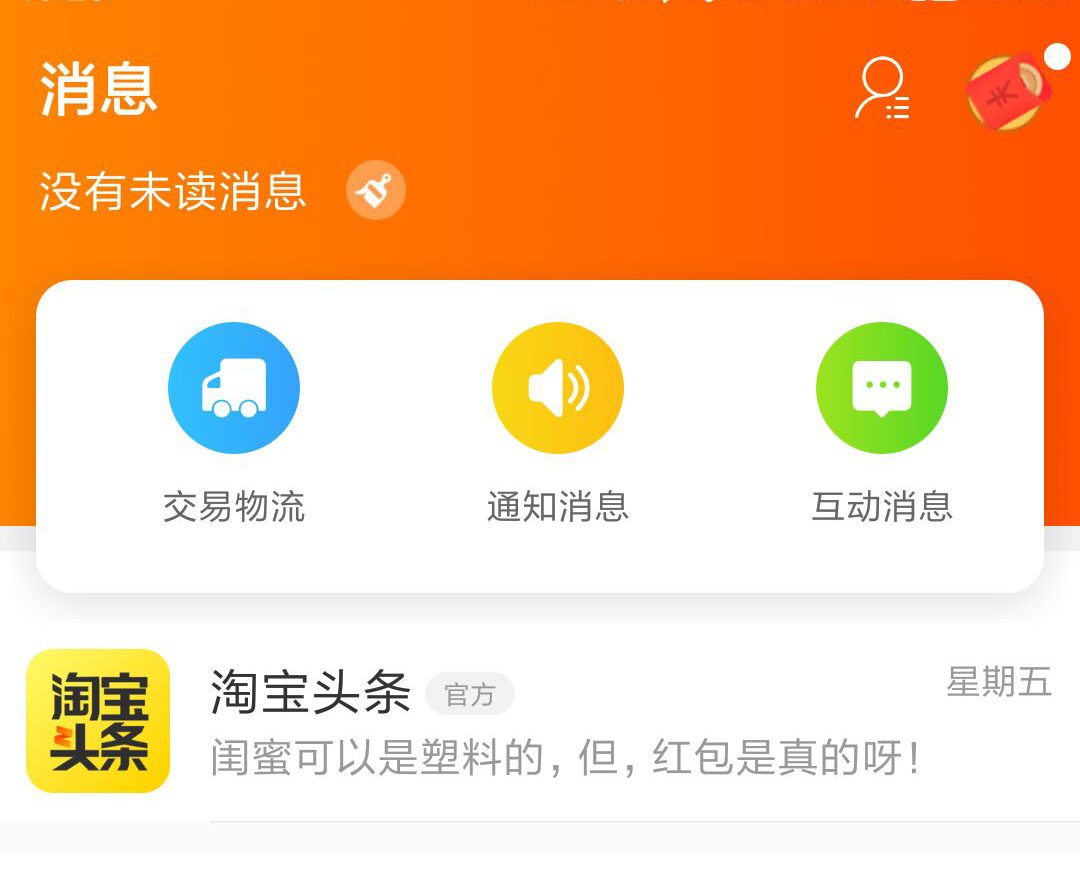 消息
没有未读消息
交易物流
通知消息
互动消息
淘宝头条
淘宝头条 官方
星期五
闺蜜可以是塑料的，但，红包是真的呀！